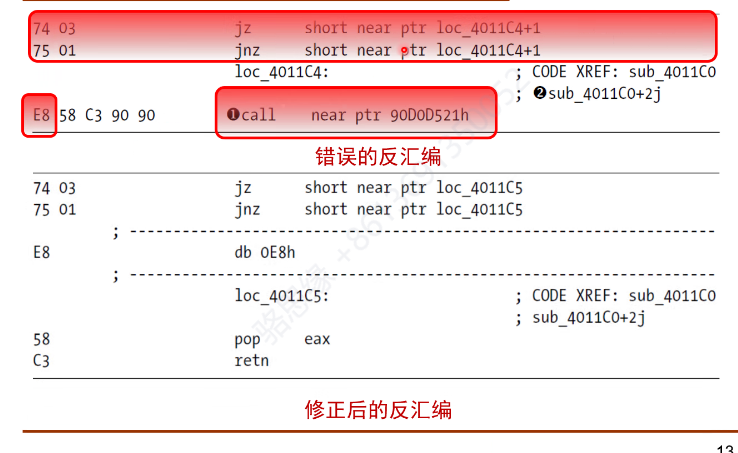 74 03 jz short near ptr loc_4011C4+1
75 01 jnz short near ptr loc_4011C4+1
loc_4011C4: ; CODE XREF: sub_4011C0
; ❷sub_4011C0+2j
E8 58 C3 90 90 ❶call near ptr 90D0D521h
错误的反汇编
74 03 jz short near ptr loc_4011C5
75 01 jnz short near ptr loc_4011C5
; -----------------------------------------------------------------
E8 db 0E8h
; -----------------------------------------------------------------
loc_4011C5: ; CODE XREF: sub_4011C0
; sub_4011C0+2j
58 pop eax
C3 retn
修正后的反汇编
13